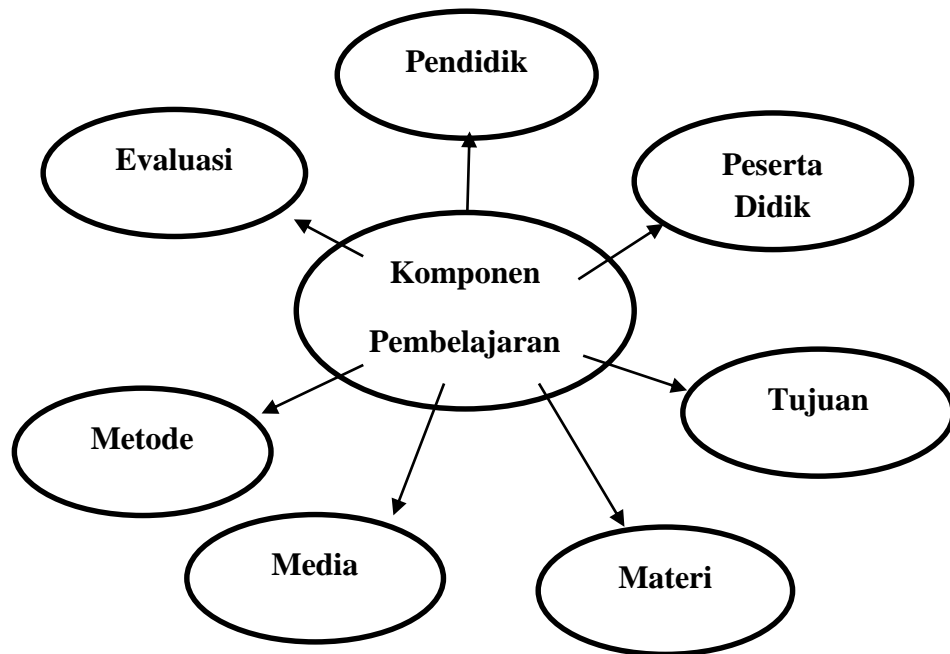 Pendidik
Evaluasi
Peserta
Didik
Komponen
Pembelajaran
Tujuan
Metode
Media
Materi